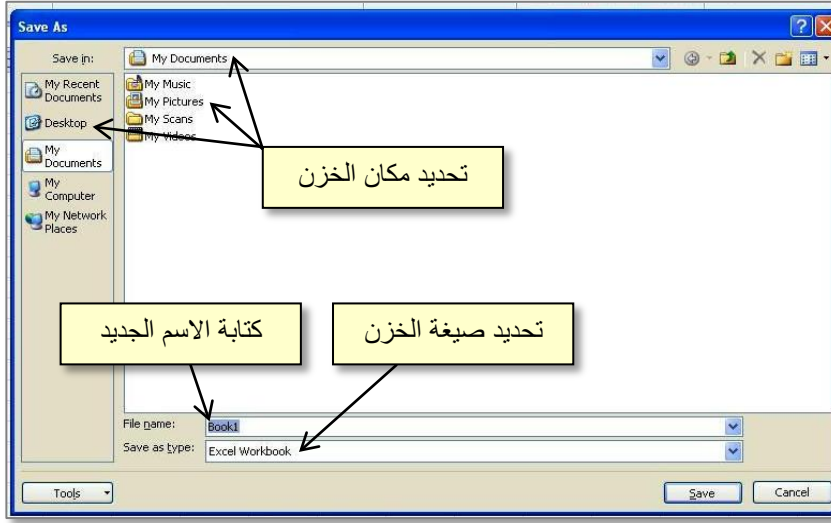 Save As
Save in:
My Documents
My Recent
Documents
Desktop
My
Documents
My
Computer
My Network
Places
My Music
My Pictures
My Scans
My Videos
تحديد مكان الخزن
كتابة الاسم الجديد
تحديد صيغة الخزن
File name:
Book1
Save as type:
Excel Workbook
Tools
Save
Cancel